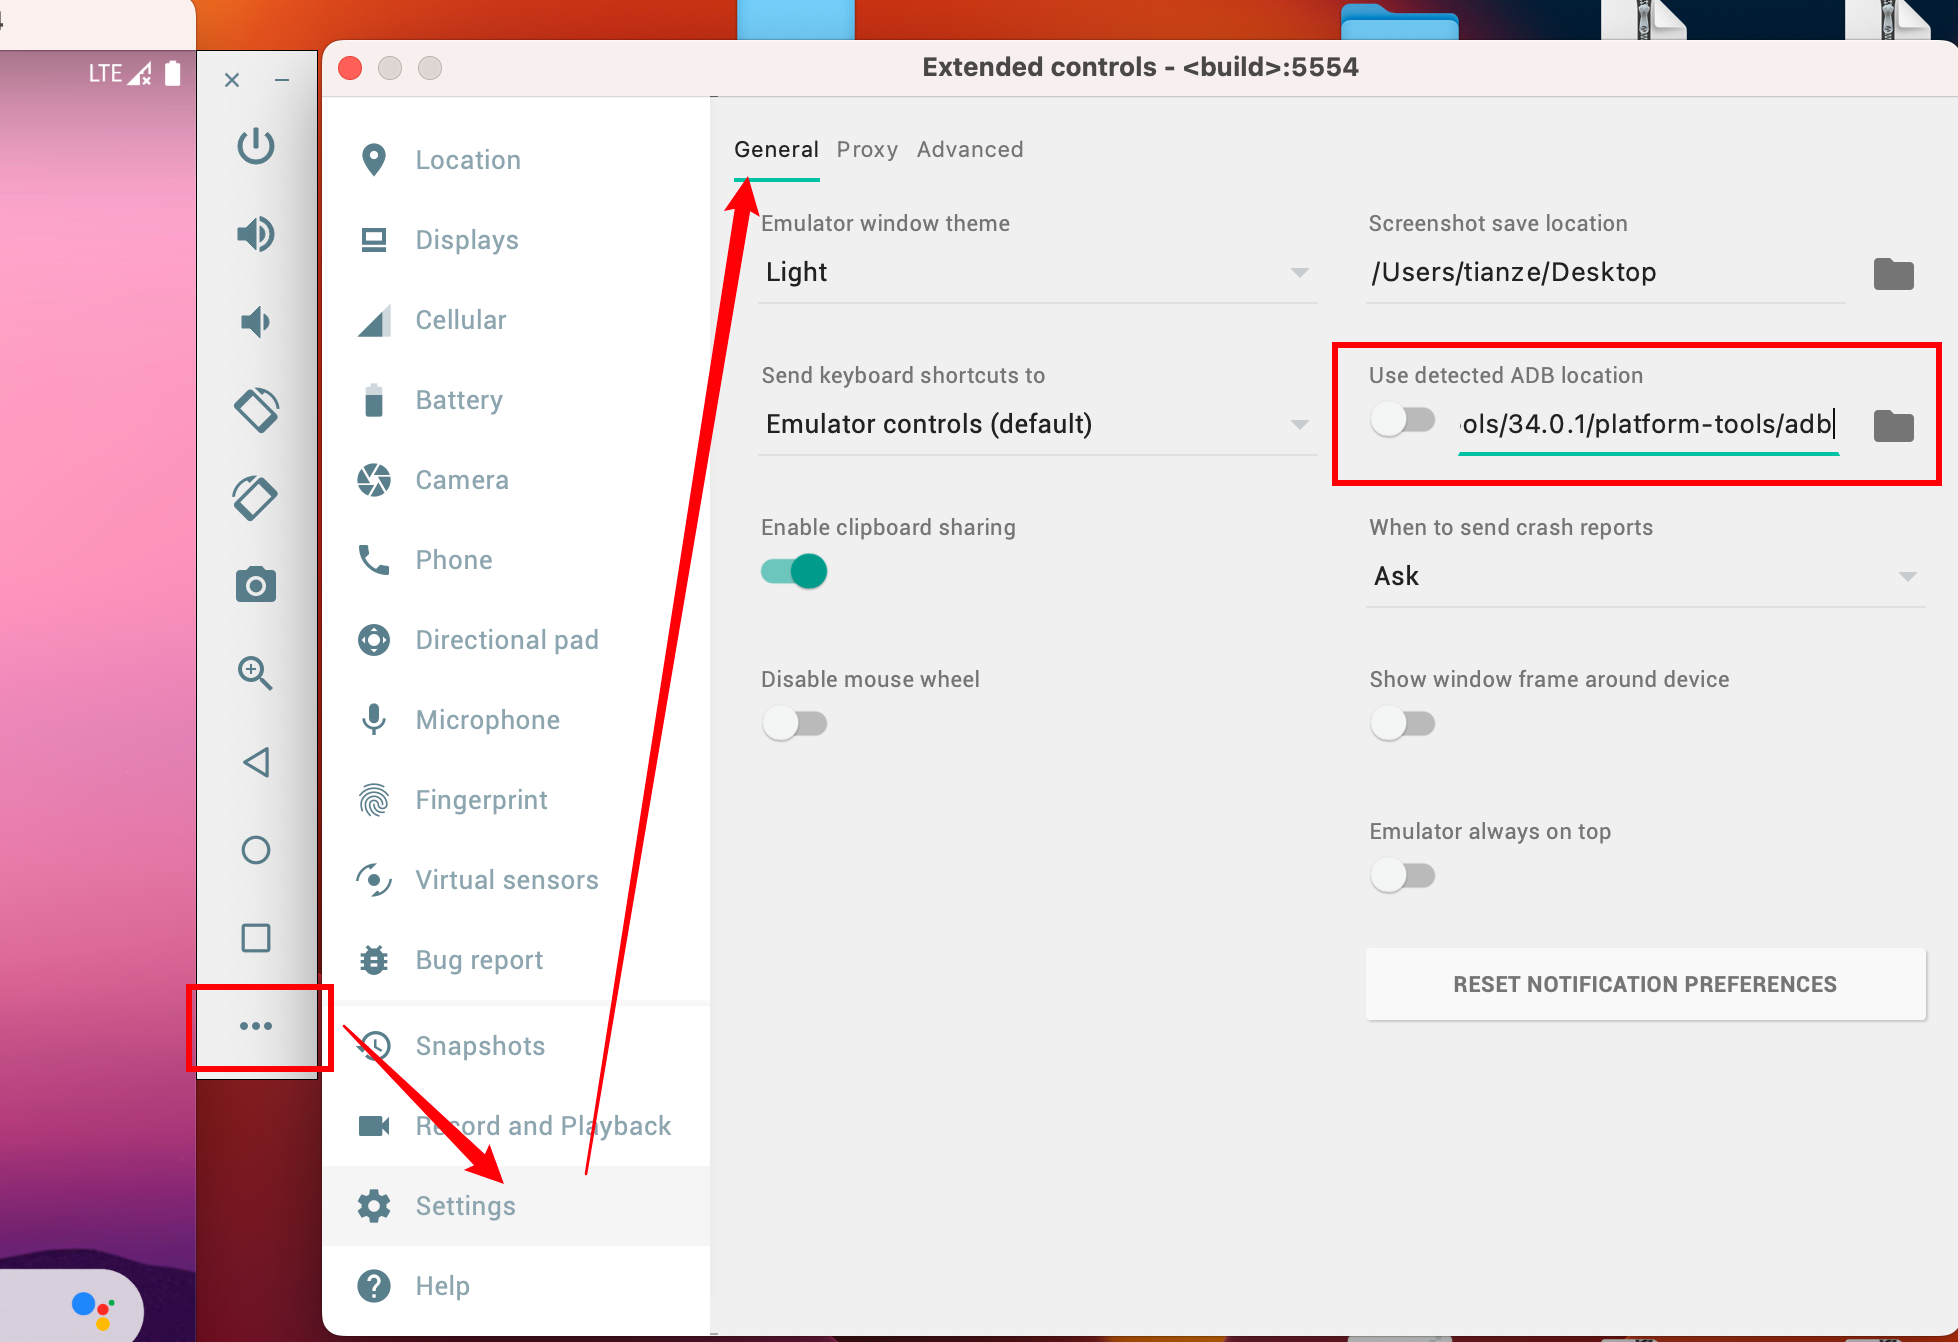 LTE
Extended controls - <build>:5554
Location
Displays
Cellular
Battery
Camera
Phone
Directional pad
Microphone
Fingerprint
Virtual sensors
Bug report
Snapshots
Record and Playback
Settings
Help
General Proxy Advanced
Emulator window theme
Light
Send keyboard shortcuts to
Emulator controls (default)
Enable clipboard sharing
Disable mouse wheel
Screenshot save location
/Users/tianze/Desktop
Use detected ADB location
ols/34.0.1/platform-tools/adb
When to send crash reports
Ask
Show window frame around device
Emulator always on top
RESET NOTIFICATION PREFERENCES